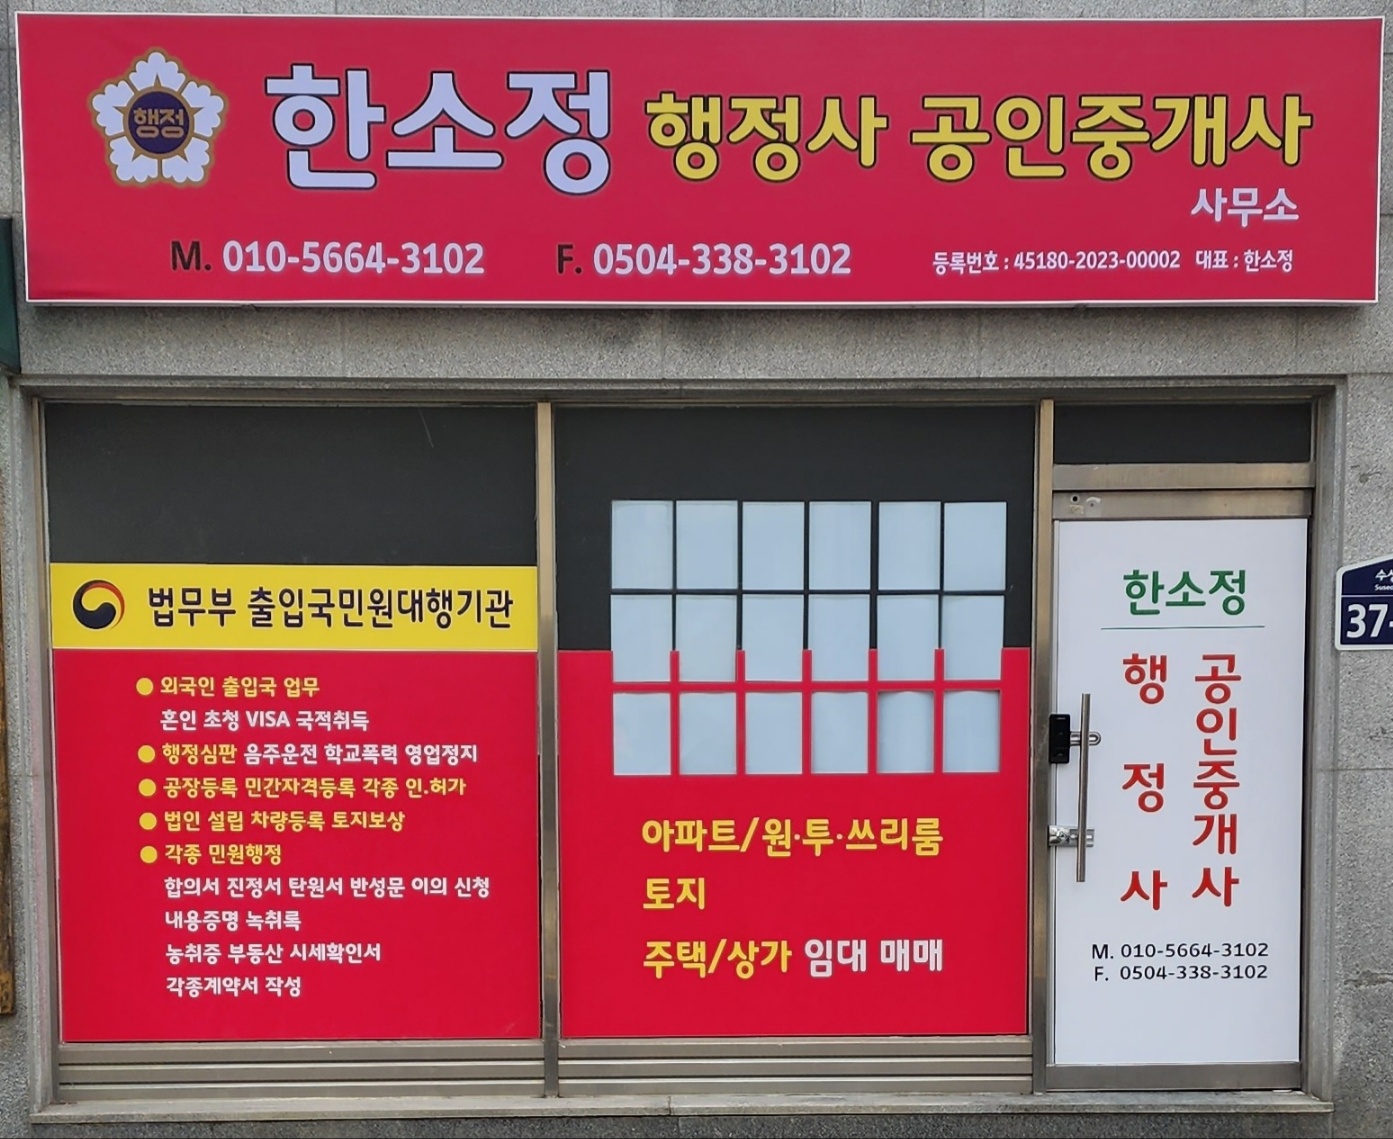 행정
한소정 행정사 공인중개사
사무소
M. 010-5664-3102 F. 0504-338-3102 등록번호 : 45180-2023-00002 대표 : 한소정
법무부 출입국민원대행기관
● 외국인 출입국 업무
혼인 초청 VISA 국적취득
● 행정심판 음주운전 학교폭력 영업정지
● 공장등록 민간자격등록 각종 인.허가
● 법인 설립 차량등록 토지보상
● 각종 민원행정
합의서 진정서 탄원서 반성문 이의 신청
내용증명 녹취록
농취증 부동산 시세확인서
각종계약서 작성
아파트/원·투·쓰리룸
토지
주택/상가 임대 매매
한소정
행정사
공인중개사
M. 010-5664-3102
F. 0504-338-3102
37-